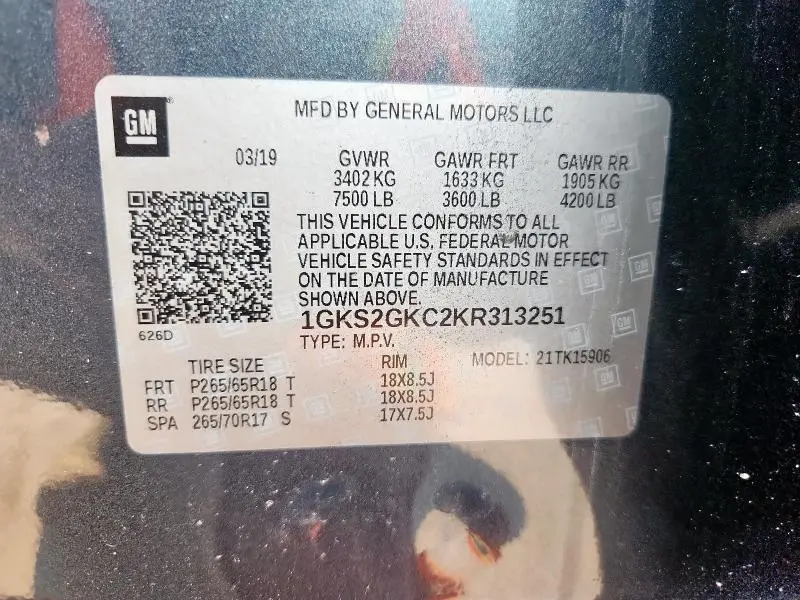 GM
MFD BY GENERAL MOTORS LLC
03/19 GVWR GAWR FRT GAWR RR
3402 KG 1633 KG 1905 KG
7500 LB 3600 LB 4200 LB
THIS VEHICLE CONFORMS TO ALL
APPLICABLE U.S. FEDERAL MOTOR
VEHICLE SAFETY STANDARDS IN EFFECT
ON THE DATE OF MANUFACTURE
SHOWN ABOVE.
626D
1GKS2GKC2KR313251
TYPE: M.P.V. MODEL: 21TK15906
TIRE SIZE RIM
FRT P265/65R18 T 18X8.5J
RR P265/65R18 T 18X8.5J
SPA 265/70R17 S 17X7.5J